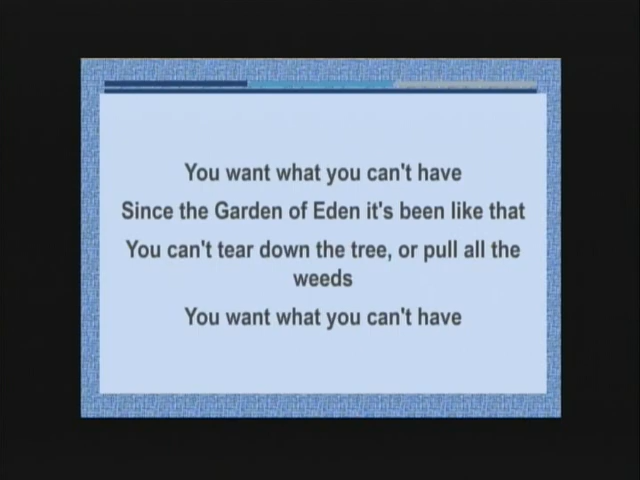 You want what you can't have
Since the Garden of Eden it's been like that
You can't tear down the tree, or pull all the
weeds
You want what you can't have